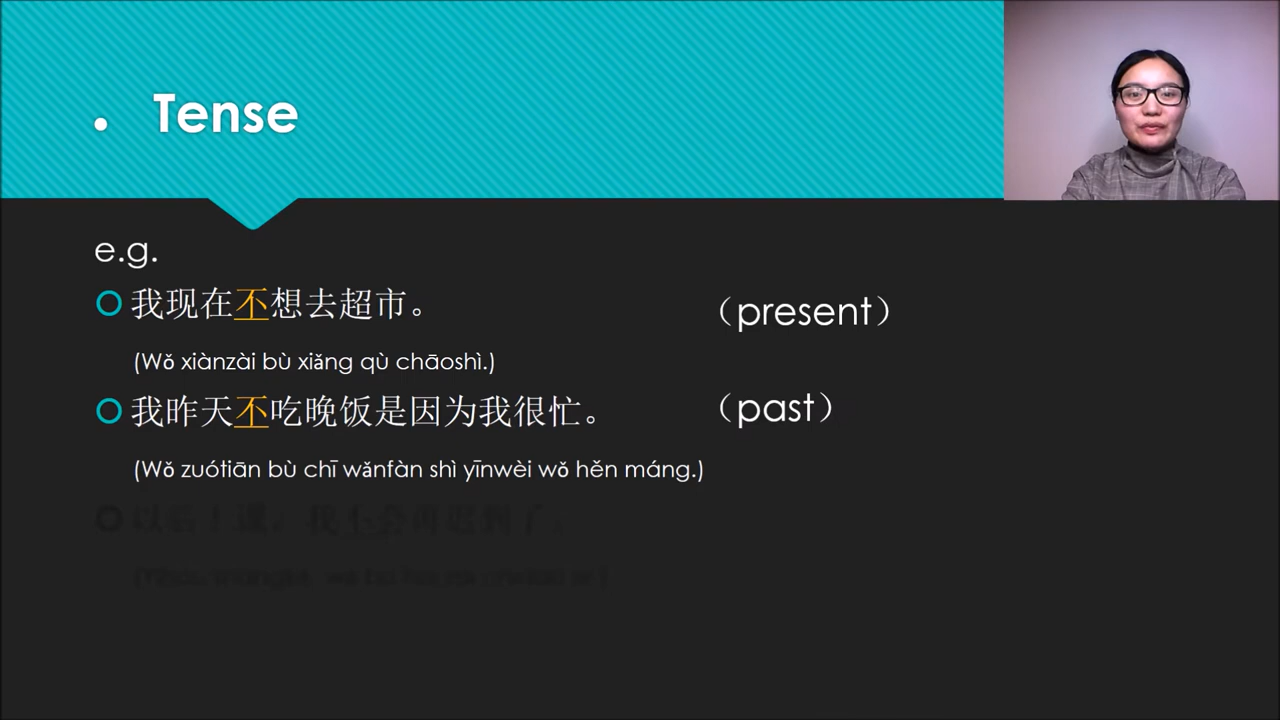 Tense
e.g.
我现在不想去超市。 （present）
(Wǒ xiànzài bù xiǎng qù chāoshì.)
我昨天不吃晚饭是因为我很忙。 （past）
(Wǒ zuótiān bù chī wǎnfàn shì yīnwèi wǒ hěn máng.)